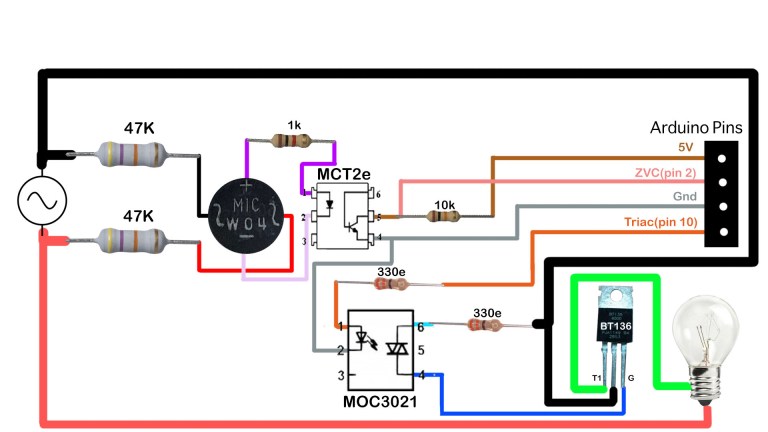 47K
1k
Arduino Pins
5V
MCT2e
ZVC(pin 2)
MIC
W04
1
6
2
5
3
4
10k
Gnd
47K
Triac(pin 10)
330e
330e
1
6
2
5
3
4
MOC3021
BT136
T1
G